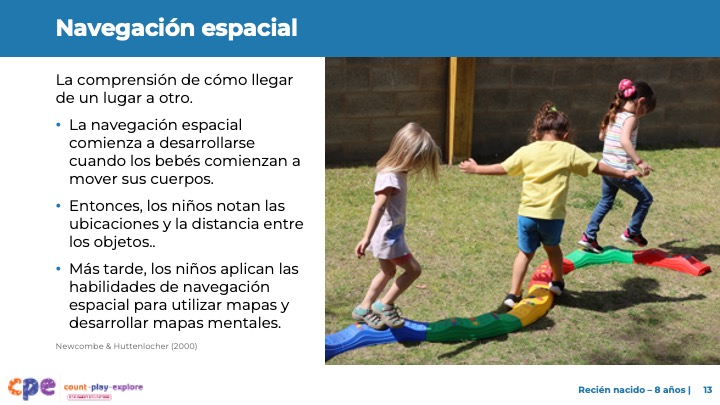 Navegación espacial
La comprensión de cómo llegar
de un lugar a otro.
• La navegación espacial
comienza a desarrollarse
cuando los bebés comienzan a
mover sus cuerpos.
• Entonces, los niños notan las
ubicaciones y la distancia entre
los objetos..
• Más tarde, los niños aplican las
habilidades de navegación
espacial para utilizar mapas y
desarrollar mapas mentales.
Newcombe & Huttenlocher (2000)
cpe count·play·explore
Recién nacido – 8 años | 13